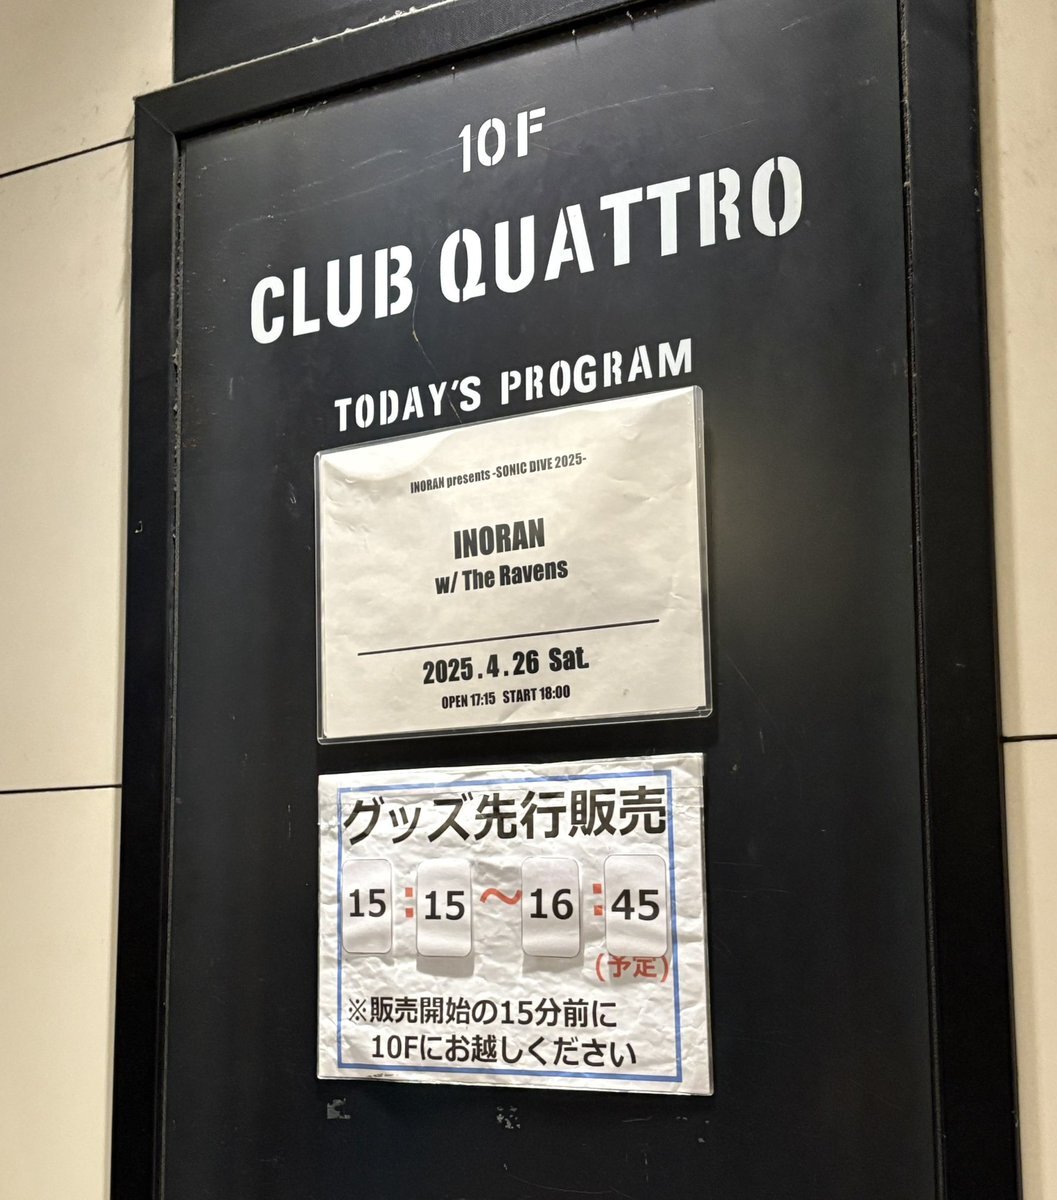 10F
CLUB QUATTRO
TODAY'S PROGRAM
INORAN presents -SONIC DIVE 2025-
INORAN
w/ The Ravens
2025.4.26 Sat.
OPEN 17:15 START 18:00
グッズ先行販売
15:15～16:45
(予定)
※販売開始の15分前に
10Fにお越しください